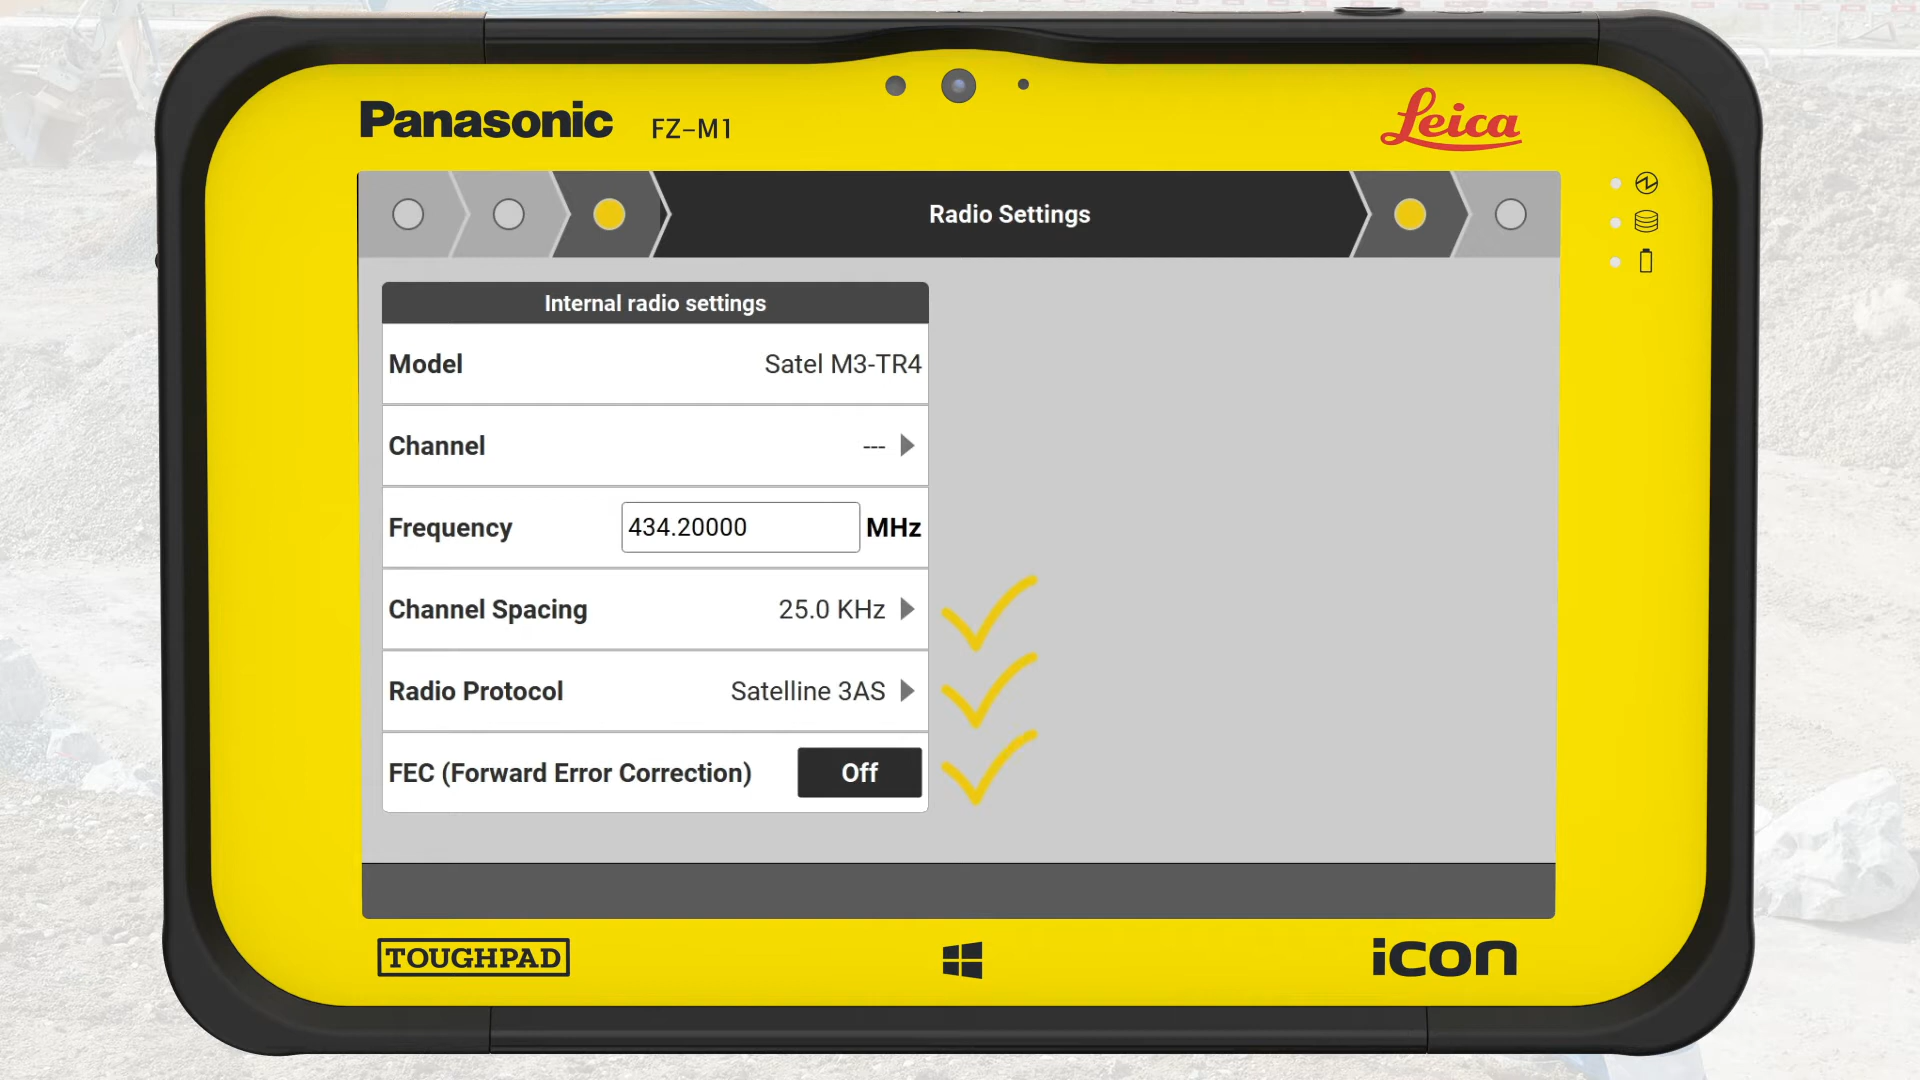 Panasonic FZ-M1 Leica
Radio Settings
Internal radio settings
Model Satel M3-TR4
Channel ---
Frequency 434.20000 MHz
Channel Spacing 25.0 KHz
Radio Protocol Satelline 3AS
FEC (Forward Error Correction) Off
TOUGHPAD icon